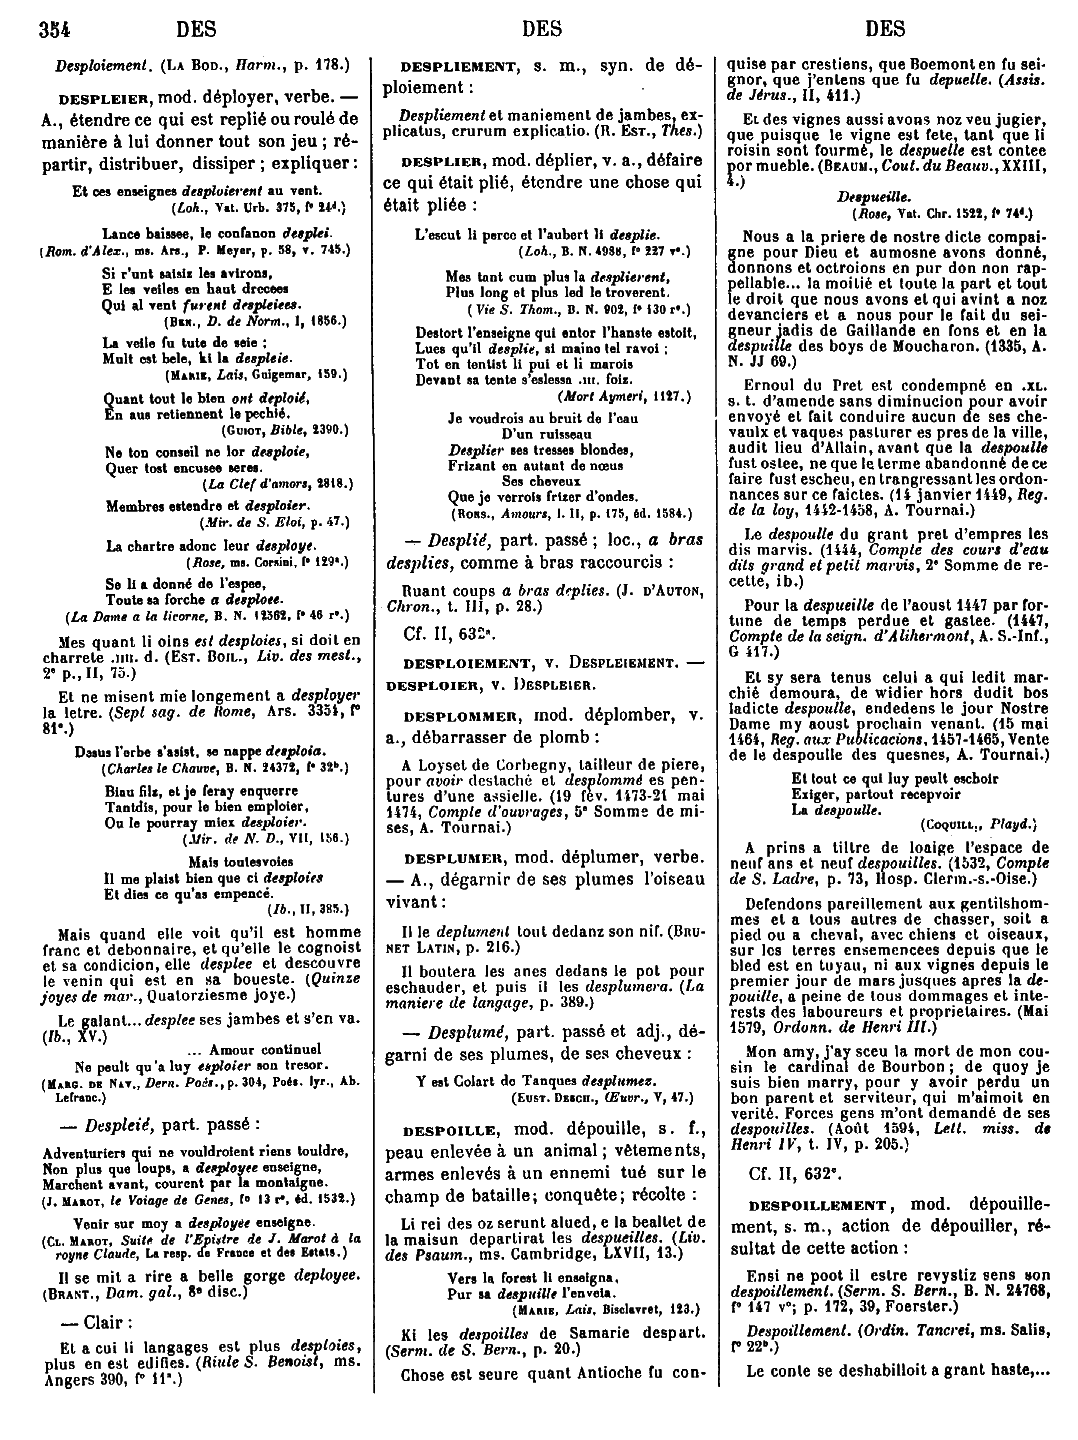 354 DES DES DES
Desploiement. (LA BOD., Harm., p. 178.)
DESPLEIER, mod. déployer, verbe. —
A., étendre ce qui est replié ou roulé de
manière à lui donner tout son jeu ; ré-
partir, distribuer, dissiper ; expliquer :
Et ces enseignes desploierent au vent.
(Loh., Vat. Urb. 375, f° 24d.)
Lance baissee, le confanon desplei.
(Rom. d'Alex., ms. Ars., P. Meyer, p. 58, v. 745.)
Si r'unt saisiz les avirons,
E les veiles en haut drecees
Qui al vent furent despleiees.
(BEN., D. de Norm., I, 1856.)
La veile fu tute de seie :
Mult est bele, ki la despleie.
(MARIE, Lais, Guigemar, 159.)
Quant tout le bien ont deploié,
En aus retiennent le pechié.
(GUIOT, Bible, 2390.)
Ne ton conseil ne lor desploie,
Quer tost encusee seres.
(La Clef d'amors, 2818.)
Membres estendre et desploier.
(Mir. de S. Eloi, p. 47.)
La chartre adonc leur desploye.
(Rose, ms. Corsini, f° 129a.)
Se li a donné de l'espee,
Toute sa forche a desploee.
(La Dame a la licorne, B. N. 12562, f° 46 r°.)
Mes quant li oins est desploies, si doit en
charrete .IIII. d. (EST. BOIL., Liv. des mest.,
2e p., II, 75.)
Et ne misent mie longement a desployer
la letre. (Sept sag. de Rome, Ars. 3354, f°
81a.)
Desus l'erbe s'asist, se nappe desploia.
(Charles le Chauve, B. N. 24372, f° 32b.)
Biau filz, et je feray enquerre
Tantdis, pour le bien emploier,
Ou le pourray miex desploier.
(Mir. de N. D., VII, 156.)
Mais toutesvoies
Il me plaist bien que ci desploies
Et dies ce qu'as empencé.
(Ib., II, 385.)
Mais quand elle voit qu'il est homme
franc et debonnaire, et qu'elle le cognoist
et sa condicion, elle desplee et descouvre
le venin qui est en sa boueste. (Quinze
joyes de mar., Quatorziesme joye.)
Le galant... desplee ses jambes et s'en va.
(Ib., XV.)
... Amour continuel
Ne peult qu'a luy esploier son tresor.
(MARG. DE NAV., Dern. Poés., p. 304, Poés. lyr., Ab.
Lefranc.)
— Despleié, part. passé :
Adventuriers qui ne vouldroient riens touldre,
Non plus que loups, a desployee enseigne,
Marchent avant, courent par la montaigne.
(J. MAROT, le Voiage de Genes, f° 13 r°, éd. 1532.)
Venir sur moy a desployee enseigne.
(CL. MAROT, Suite de l'Epistre de J. Marot à la
royne Claude, La resp. de France et des Estats.)
Il se mit a rire a belle gorge deployee.
(BRANT., Dam. gal., 8e disc.)
— Clair :
Et a cui li langages est plus desploies,
plus en est edifies. (Riule S. Benoist, ms.
Angers 390, f° 11a.)
DESPLIEMENT, s. m., syn. de dé-
ploiement :
Despliement et maniement de jambes, ex-
plicatus, crurum explicatio. (R. EST., Thes.)
DESPLIER, mod. déplier, v. a., défaire
ce qui était plié, étendre une chose qui
était pliée :
L'escut li perce et l'aubert li desplie.
(Loh., B. N. 4988, f° 227 v°.)
Mes tant cum plus la desplierent,
Plus long et plus led le troverent.
(Vie S. Thom., B. N. 902, f° 130 r°.)
Destort l'enseigne qui entor l'hanste estoit,
Lues qu'il desplie, si maine tel ravoi ;
Tot en tentist li pui et li marois
Devant sa tente s'eslessa .III. foiz.
(Mort Aymeri, 1127.)
Je voudrois au bruit de l'eau
D'un ruisseau
Desplier ses tresses blondes,
Frizant en autant de nœus
Ses cheveux
Que je verrois frizer d'ondes.
(RONS., Amours, l. II, p. 175, éd. 1584.)
— Desplié, part. passé ; loc., a bras
desplies, comme à bras raccourcis :
Ruant coups a bras deplies. (J. D'AUTON,
Chron., t. III, p. 28.)
Cf. II, 632a.
DESPLOIEMENT, V. DESPLEIEMENT. —
DESPLOIER, V. DESPLEIER.
DESPLOMMER, mod. déplomber, v.
a., débarrasser de plomb :
A Loyset de Corbegny, tailleur de piere,
pour avoir destaché et desplommé es pen-
tures d'une assielle. (19 fév. 1473-21 mai
1474, Compte d'ouvrages, 5e Somme de mi-
ses, A. Tournai.)
DESPLUMER, mod. déplumer, verbe.
— A., dégarnir de ses plumes l'oiseau
vivant :
Il le deplument tout dedanz son nif. (BRU-
NET LATIN, p. 216.)
Il boutera les anes dedans le pot pour
eschauder, et puis il les desplumera. (La
maniere de langage, p. 389.)
— Desplumé, part. passé et adj., dé-
garni de ses plumes, de ses cheveux :
Y est Colart de Tanques desplumez.
(EUST. DESCH., Œuvr., V, 47.)
DESPOILLE, mod. dépouille, s. f.,
peau enlevée à un animal ; vêtements,
armes enlevés à un ennemi tué sur le
champ de bataille ; conquête ; récolte :
Li rei des oz serunt alued, e la bealtet de
la maisun departirat les despueilles. (Liv.
des Psaum., ms. Cambridge, LXVII, 13.)
Vers la forest li enseigna,
Pur sa despuille l'enveia.
(MARIE, Lais, Bisclavret, 123.)
Ki les despoilles de Samarie despart.
(Serm. de S. Bern., p. 20.)
Chose est seure quant Antioche fu con-
quise par crestiens, que Boemont en fu sei-
gnor, que j'entens que fu depuelle. (Assis.
de Jérus., II, 411.)
Et des vignes aussi avons noz veu jugier,
que puisque le vigne est fete, tant que li
roisin sont fourmé, le despuelle est contee
por mueble. (BEAUM., Cout. du Beauv., XXIII,
4.)
Despueille.
(Rose, Vat. Chr. 1522, f° 74d.)
Nous a la priere de nostre dicte compai-
gne pour Dieu et aumosne avons donné,
donnons et octroions en pur don non rap-
pellable... la moitié et toute la part et tout
le droit que nous avons et qui avint a noz
devanciers et a nous pour le fait du sei-
gneur jadis de Gaillande en fons et en la
despuille des boys de Moucharon. (1335, A.
N. JJ 69.)
Ernoul du Pret est condempné en .XL.
s. t. d'amende sans diminucion pour avoir
envoyé et fait conduire aucun de ses che-
vaulx et vaques pasturer es pres de la ville,
audit lieu d'Allain, avant que la despoulle
fust ostee, ne que le terme abandonné de ce
faire fust escheu, en trangressant les ordon-
nances sur ce faictes. (14 janvier 1449, Reg.
de la loy, 1442-1458, A. Tournai.)
Le despoulle du grant pret d'empres les
dis marvis. (1444, Compte des cours d'eau
dits grand et petit marvis, 2e Somme de re-
cette, ib.)
Pour la despueille de l'aoust 1447 par for-
tune de temps perdue et gastee. (1447,
Compte de la seign. d'Alihermont, A. S.-Inf.,
G 417.)
Et sy sera tenus celui a qui ledit mar-
chié demoura, de widier hors dudit bos
ladicte despoulle, endedens le jour Nostre
Dame my aoust prochain venant. (15 mai
1464, Reg. aux Publicacions, 1457-1465, Vente
de le despoulle des quesnes, A. Tournai.)
Et tout ce qui luy peult escheoir
Exiger, partout recepvoir
La despoulle.
(COQUILL., Playd.)
A prins a tiltre de loaige l'espace de
neuf ans et neuf despouilles. (1532, Compte
de S. Ladre, p. 73, Hosp. Clerm.-s.-Oise.)
Defendons pareillement aux gentilshom-
mes et a tous autres de chasser, soit a
pied ou a cheval, avec chiens et oiseaux,
sur les terres ensemencees depuis que le
bled est en tuyau, ni aux vignes depuis le
premier jour de mars jusques apres la de-
pouille, a peine de tous dommages et inte-
rests des laboureurs et proprietaires. (Mai
1579, Ordonn. de Henri III.)
Mon amy, j'ay sceu la mort de mon cou-
sin le cardinal de Bourbon ; de quoy je
suis bien marry, pour y avoir perdu un
bon parent et serviteur, qui m'aimoit en
verité. Forces gens m'ont demandé de ses
despouilles. (Août 1594, Lett. miss. de
Henri IV, t. IV, p. 205.)
Cf. II, 632c.
DESPOILLEMENT, mod. dépouille-
ment, s. m., action de dépouiller, ré-
sultat de cette action :
Ensi ne poot il estre revystiz sens son
despoillement. (Serm. S. Bern., B. N. 24768,
f° 147 v° ; p. 172, 39, Foerster.)
Despoillement. (Ordin. Tancrei, ms. Salis,
f° 22b.)
Le conte se deshabilloit a grant haste,...